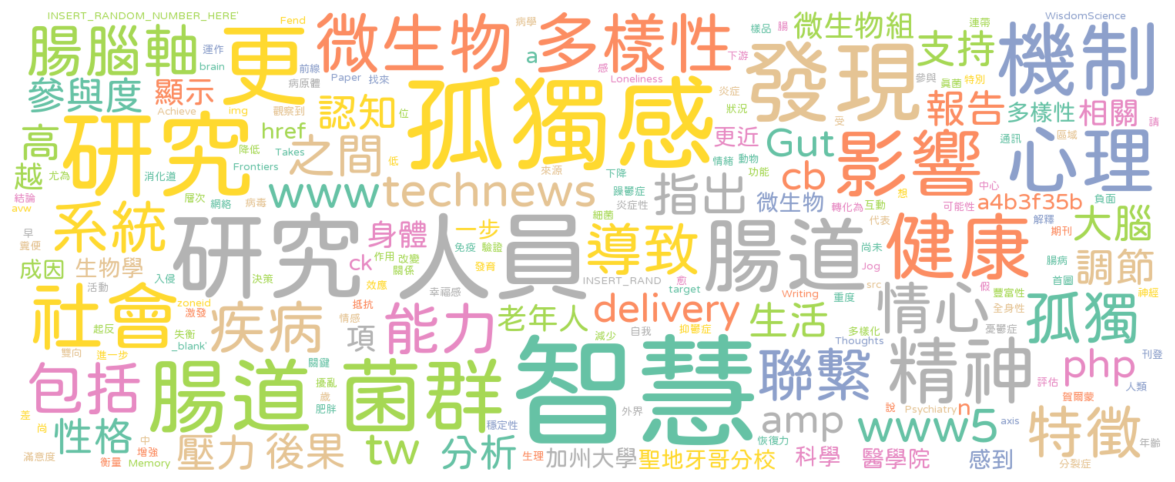 INSERT_RANDOM_NUMBER_HERE'
Fend
WisdomScience
腸腦軸
更
微生物
多樣性
微生物組
支持
機制
運作
brain
病原體
前線
Paper
找來
病學
感
Loneliness
a
樣品
腸
下游
炎症
狀況
真菌
參與
連帶
特別
發現
參與度
顯示
Achieve
觀察到
img
認知
位
孤獨感
報告
多樣性
相關
請
高
研究
href
降低
Frontiers
Takes
之間
低
更近
情緒
動物
功能
Gut
受
影響
通訊
區域
心理
越
尤為
消化道
層次
網絡
病毒
www
technews
來源
下降
炎症性
指出
躁鬱症
cb
想
微生物
轉化為
互動
中心
可能性
a4b3f35b
負面
結論
avw
系統
研究人員
身體
一步
細菌
免疫
驗證
導致
腸道
代表
健康
解釋
期刊
大腦
早
糞便
成因
生物學
活動
入侵
決策
ck
作用
改變
關係
發育
尚未
腸病
首圖
調節
社會
zoneid
激發
疾病
效應
幸福感
抵抗
INSERT_RAND
愈
target
delivery
Writing
Jog
src
假
重度
情心
豐富性
全身性
神經
孤獨
起反
失衡
_blank'
情感
項
能力
老年人
減少
自我
抑鬱症
生活
多樣化
Thoughts
憂鬱症
雙向
進一步
關鍵
包括
腸道菌群
擾亂
歲
肥胖
智慧
聯繫
精神
php
刊登
評估
人類
賀爾蒙
差
尚
性格
滿意度
中
衡量
增強
Memory
壓力
後果
tw
穩定性
分析
生理
外界
加州大學
聖地牙哥分校
amp
恢復力
科學
說
Psychiatry
n
www5
醫學院
axis
感到
特徵
分裂症
年齡